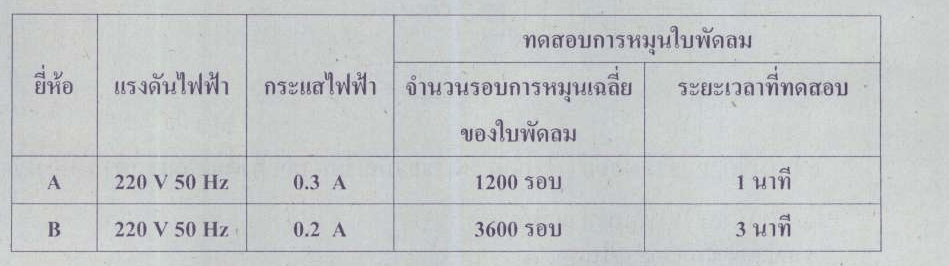 ทดสอบการหมุนใบพัดลม
ยี่ห้อ แรงดันไฟฟ้า กระแสไฟฟ้า จำนวนรอบการหมุนเฉลี่ย ระยะเวลาที่ทดสอบ
ของใบพัดลม
A 220 V 50 Hz 0.3 A 1200 รอบ 1 นาที
B 220 V 50 Hz 0.2 A 3600 รอบ 3 นาที